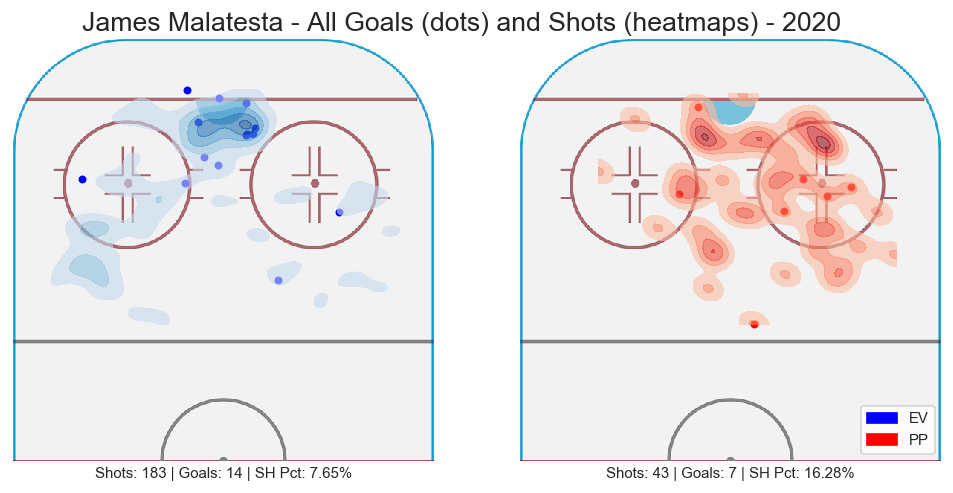 James Malatesta - All Goals (dots) and Shots (heatmaps) - 2020
EV
PP
Shots: 183 | Goals: 14 | SH Pct: 7.65%
Shots: 43 | Goals: 7 | SH Pct: 16.28%